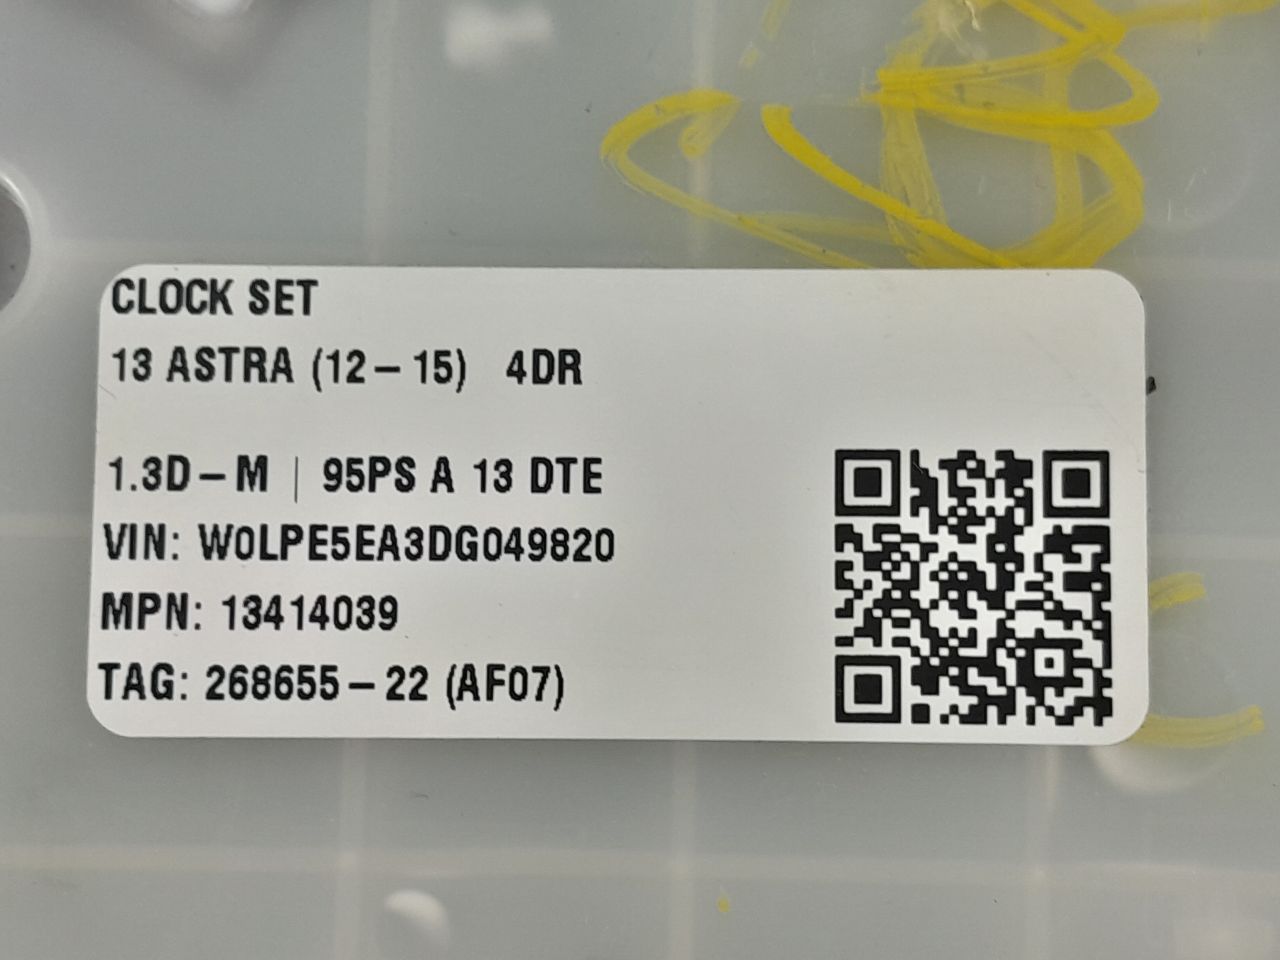 CLOCK SET
13 ASTRA (12-15) 4DR
1.3D-M | 95PS A 13 DTE
VIN: W0LPE5EA3DG049820
MPN: 13414039
TAG: 268655-22 (AF07)